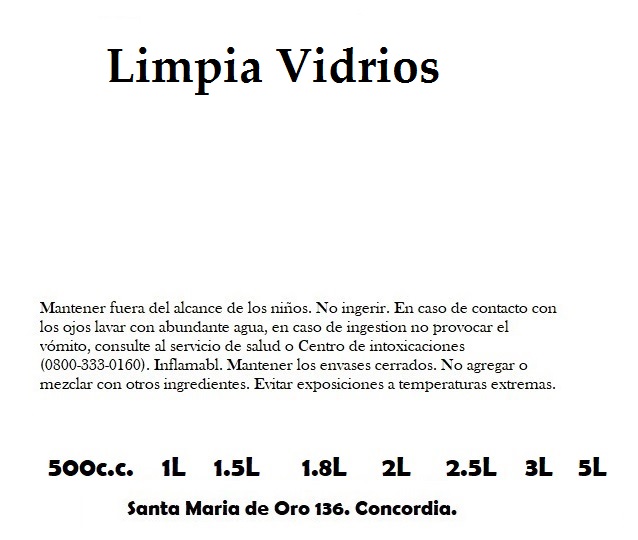 Limpia Vidrios
Mantener fuera del alcance de los niños. No ingerir. En caso de contacto con
los ojos lavar con abundante agua, en caso de ingestion no provocar el
vómito, consulte al servicio de salud o Centro de intoxicaciones
(0800-333-0160). Inflamabl. Mantener los envases cerrados. No agregar o
mezclar con otros ingredientes. Evitar exposiciones a temperaturas extremas.
500c.c. 1L 1.5L 1.8L 2L 2.5L 3L 5L
Santa Maria de Oro 136. Concordia.